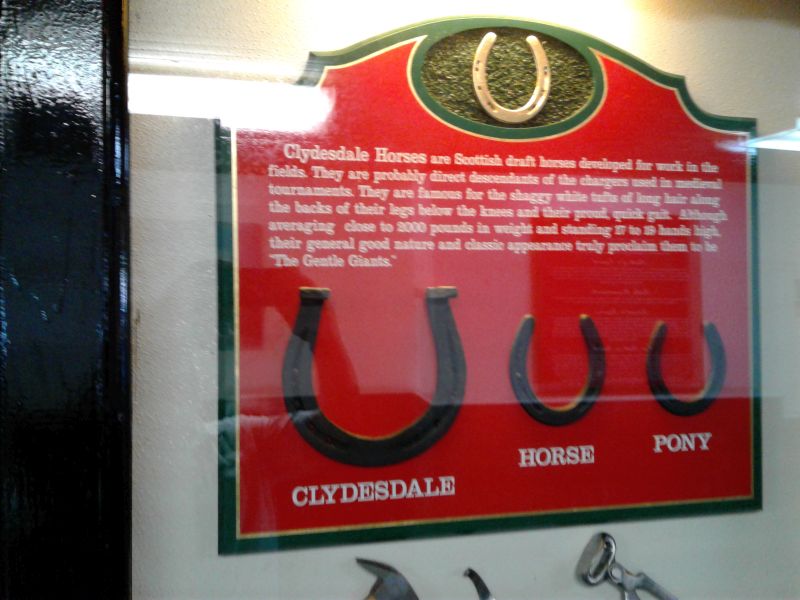 Clydesdale Horses are Scottish draft horses developed for work in the
fields. They are probably direct descendants of the chargers used in medieval
tournaments. They are famous for the shaggy white tufts of long hair along
the backs of their legs below the knees and their proud, quick gait. Although
averaging close to 2000 pounds in weight and standing 17 to 19 hands high,
their general good nature and classic appearance truly proclaim them to be
"The Gentle Giants."
CLYDESDALE
HORSE
PONY